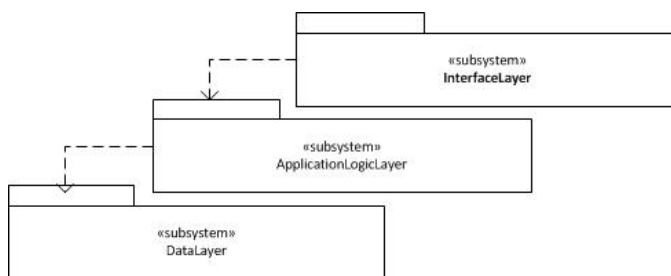 «subsystem»
InterfaceLayer
«subsystem»
ApplicationLogicLayer
«subsystem»
DataLayer